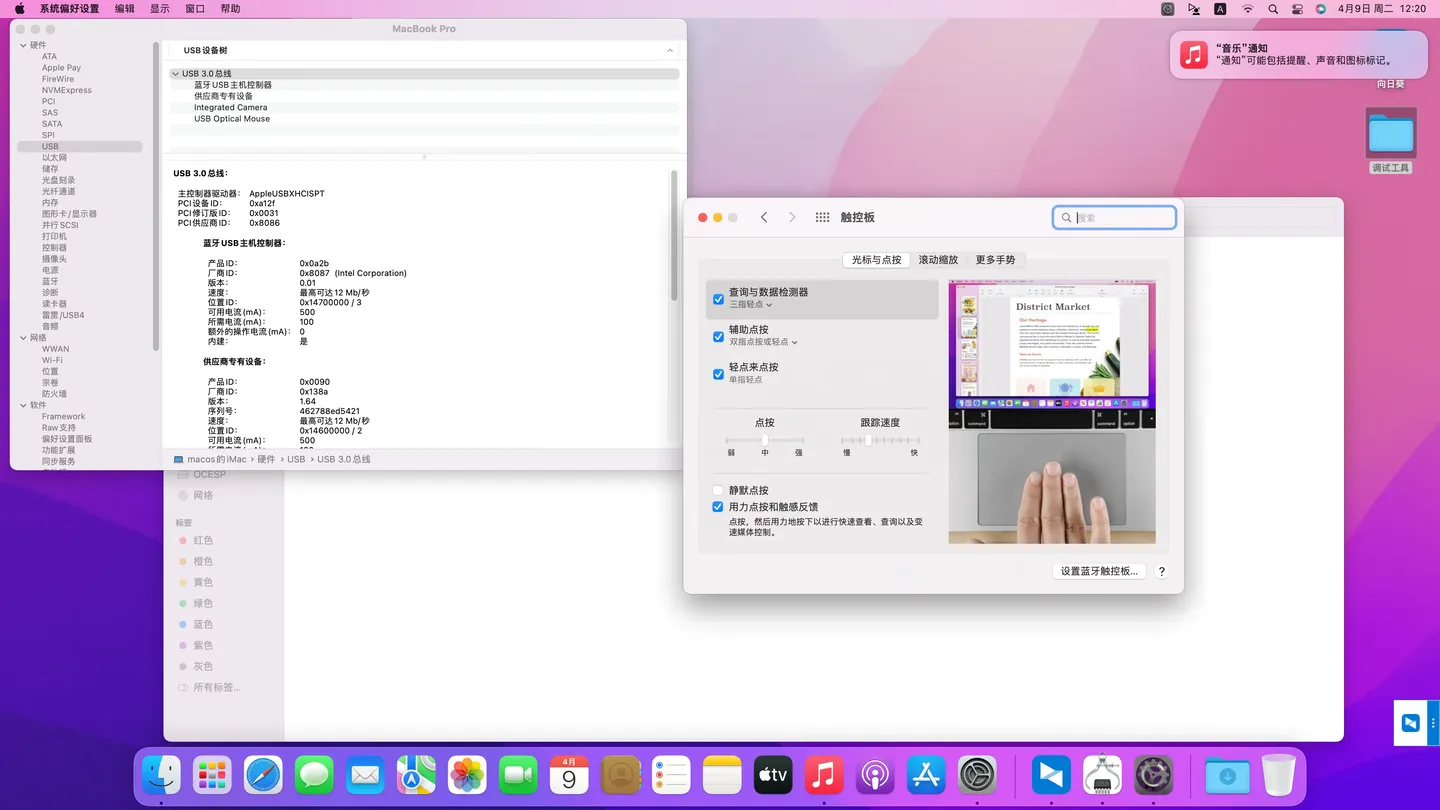 系统偏好设置 编辑 显示 窗口 帮助
A
4月9日 周二 12:20
MacBook Pro
硬件
ATA
Apple Pay
FireWire
NVMExpress
PCI
SAS
SATA
SPI
USB
以太网
储存
光盘刻录
光纤通道
内存
图形卡/显示器
并行SCSI
打印机
控制器
摄像头
电源
蓝牙
诊断
读卡器
雷雳/USB4
音频
网络
WWAN
Wi-Fi
位置
宗卷
防火墙
软件
Framework
Raw支持
偏好设置面板
功能扩展
同步服务
USB设备树
USB 3.0总线
蓝牙USB主机控制器
供应商专有设备
Integrated Camera
USB Optical Mouse
USB 3.0总线：
主控制器驱动器： AppleUSBXHCISPT
PCI设备ID： 0xa12f
PCI修订版ID： 0x0031
PCI供应商ID： 0x8086
蓝牙USB主机控制器：
产品ID： 0x0a2b
厂商ID： 0x8087 (Intel Corporation)
版本： 0.01
速度： 最高可达12 Mb/秒
位置ID： 0x14700000 / 3
可用电流(mA)： 500
所需电流(mA)： 100
额外的操作电流(mA)： 0
内建： 是
供应商专有设备：
产品ID： 0x0090
厂商ID： 0x138a
版本： 1.64
序列号： 462788ed5421
速度： 最高可达12 Mb/秒
位置ID： 0x14600000 / 2
可用电流(mA)： 500
macos的iMac › 硬件 › USB › USB 3.0总线
OCESP
网络
标签
红色
橙色
黄色
绿色
蓝色
紫色
灰色
所有标签...
触控板
搜索
光标与点按 滚动缩放 更多手势
查询与数据检测器
三指轻点
辅助点按
双指点按或轻点
轻点来点按
单指轻点
点按
弱 中 强
跟踪速度
慢 快
静默点按
用力点按和触感反馈
点按，然后用力地按下以进行快速查看、查询以及变
速媒体控制。
District Market
Our Heritage
option command command option
设置蓝牙触控板...
?
“音乐”通知
“通知”可能包括提醒、声音和图标标记。
向日葵
调试工具
4月
9
tv